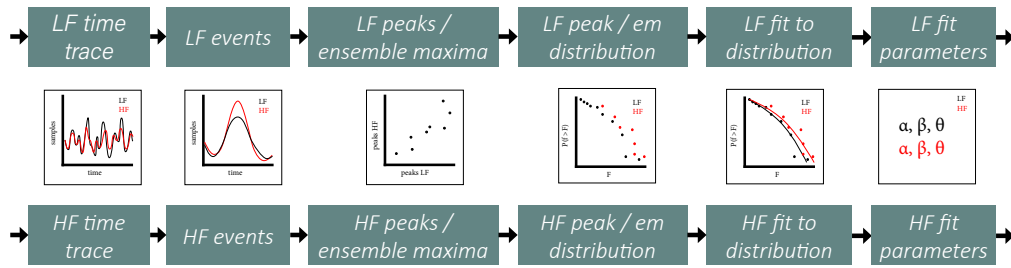 LF time
trace
LF events
LF peaks /
ensemble maxima
LF peak / em
distribution
LF fit to
distribution
LF fit
parameters
LF
HF
samples
time
LF
HF
samples
time
peaks HF
peaks LF
LF
HF
P(f > F)
F
LF
HF
P(f > F)
F
LF
HF
α, β, θ
α, β, θ
HF time
trace
HF events
HF peaks /
ensemble maxima
HF peak / em
distribution
HF fit to
distribution
HF fit
parameters